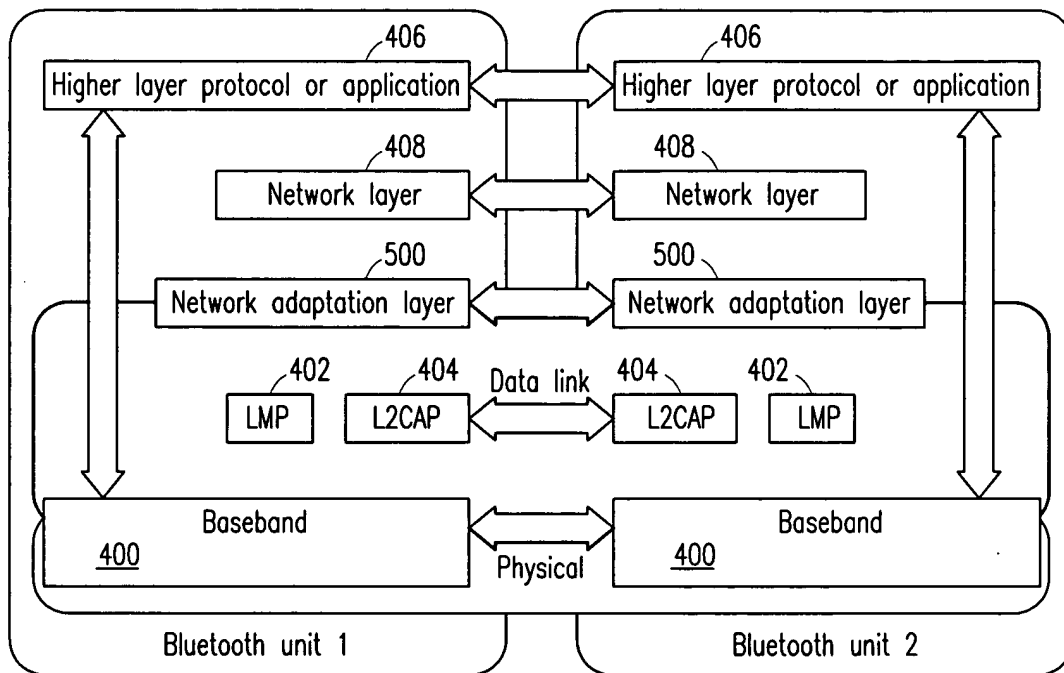 406 406
Higher layer protocol or application Higher layer protocol or application
408 408
Network layer Network layer
500 500
Network adaptation layer Network adaptation layer
402 404 Data link 404 402
LMP L2CAP L2CAP LMP
Baseband Baseband
400 Physical 400
Bluetooth unit 1 Bluetooth unit 2